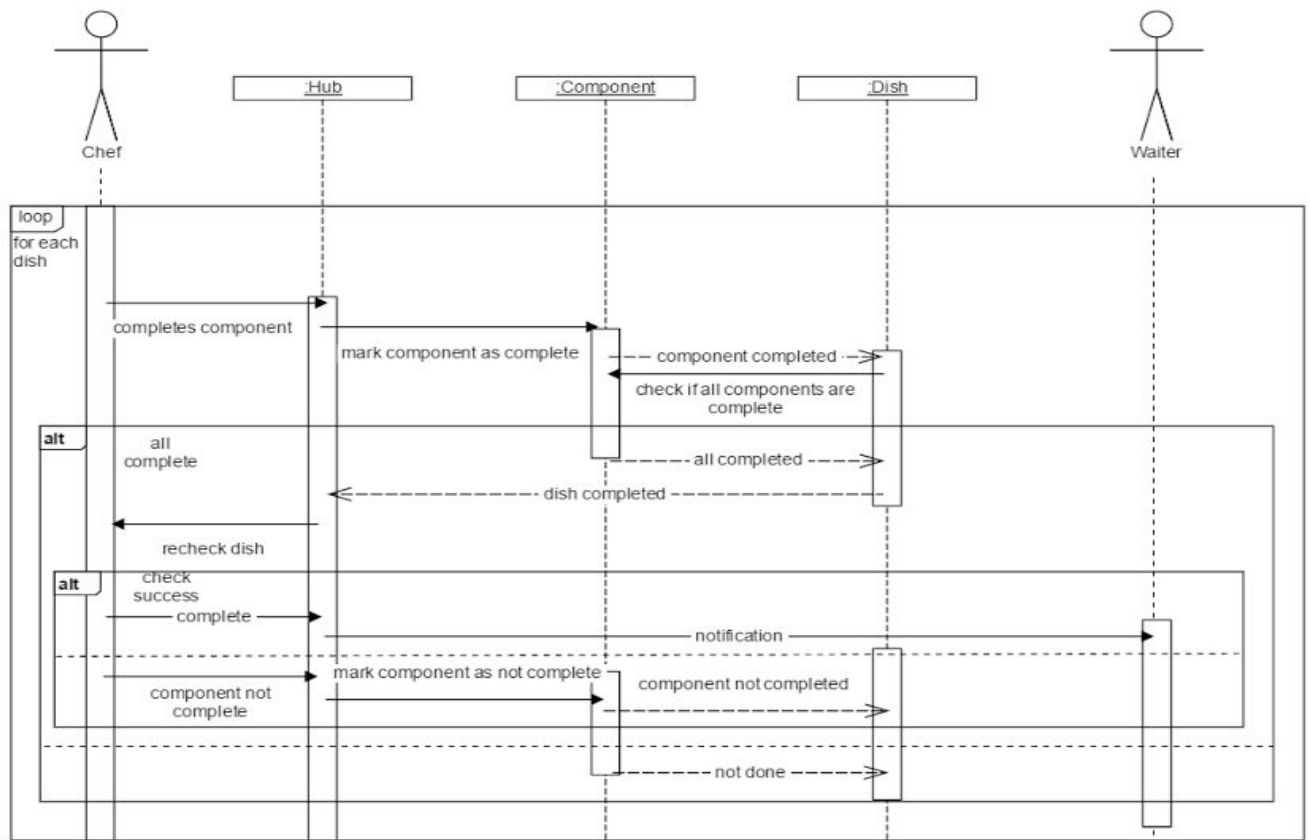 :Hub
:Component
:Dish
Chef
Waiter
loop
for each
dish
completes component
mark component as complete
component completed
check if all components are
complete
alt
all
complete
all completed
dish completed
recheck dish
alt
check
success
complete
notification
mark component as not complete
component not
complete
component not completed
not done